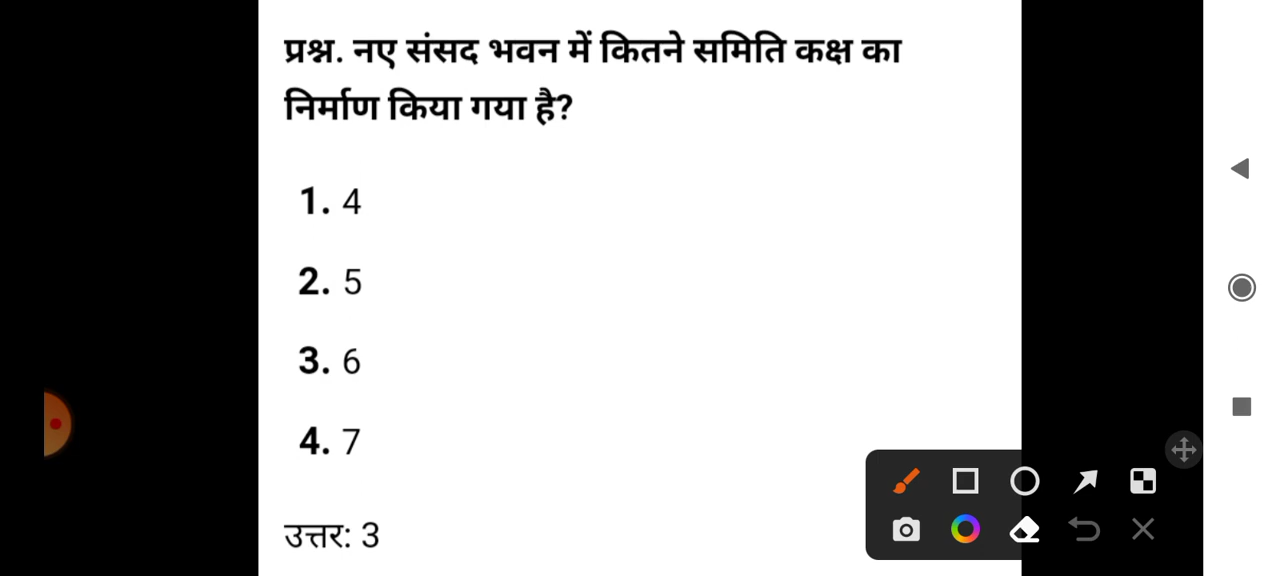 प्रश्न. नए संसद भवन में कितने समिति कक्ष का
निर्माण किया गया है?
1. 4
2. 5
3. 6
4. 7
उत्तर: 3